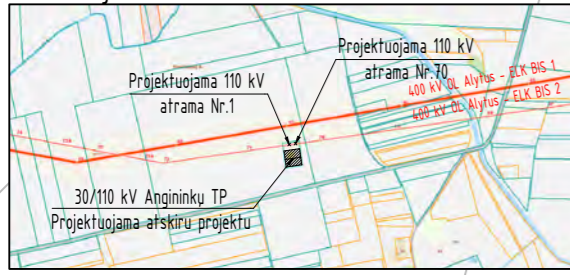 Projektuojama 110 kV
atrama Nr.70
Projektuojama 110 kV
atrama Nr.1
400 kV OL Alytus - ELK BIS 1
400 kV OL Alytus - ELK BIS 2
30/110 kV Angininkų TP
Projektuojama atskiru projektu